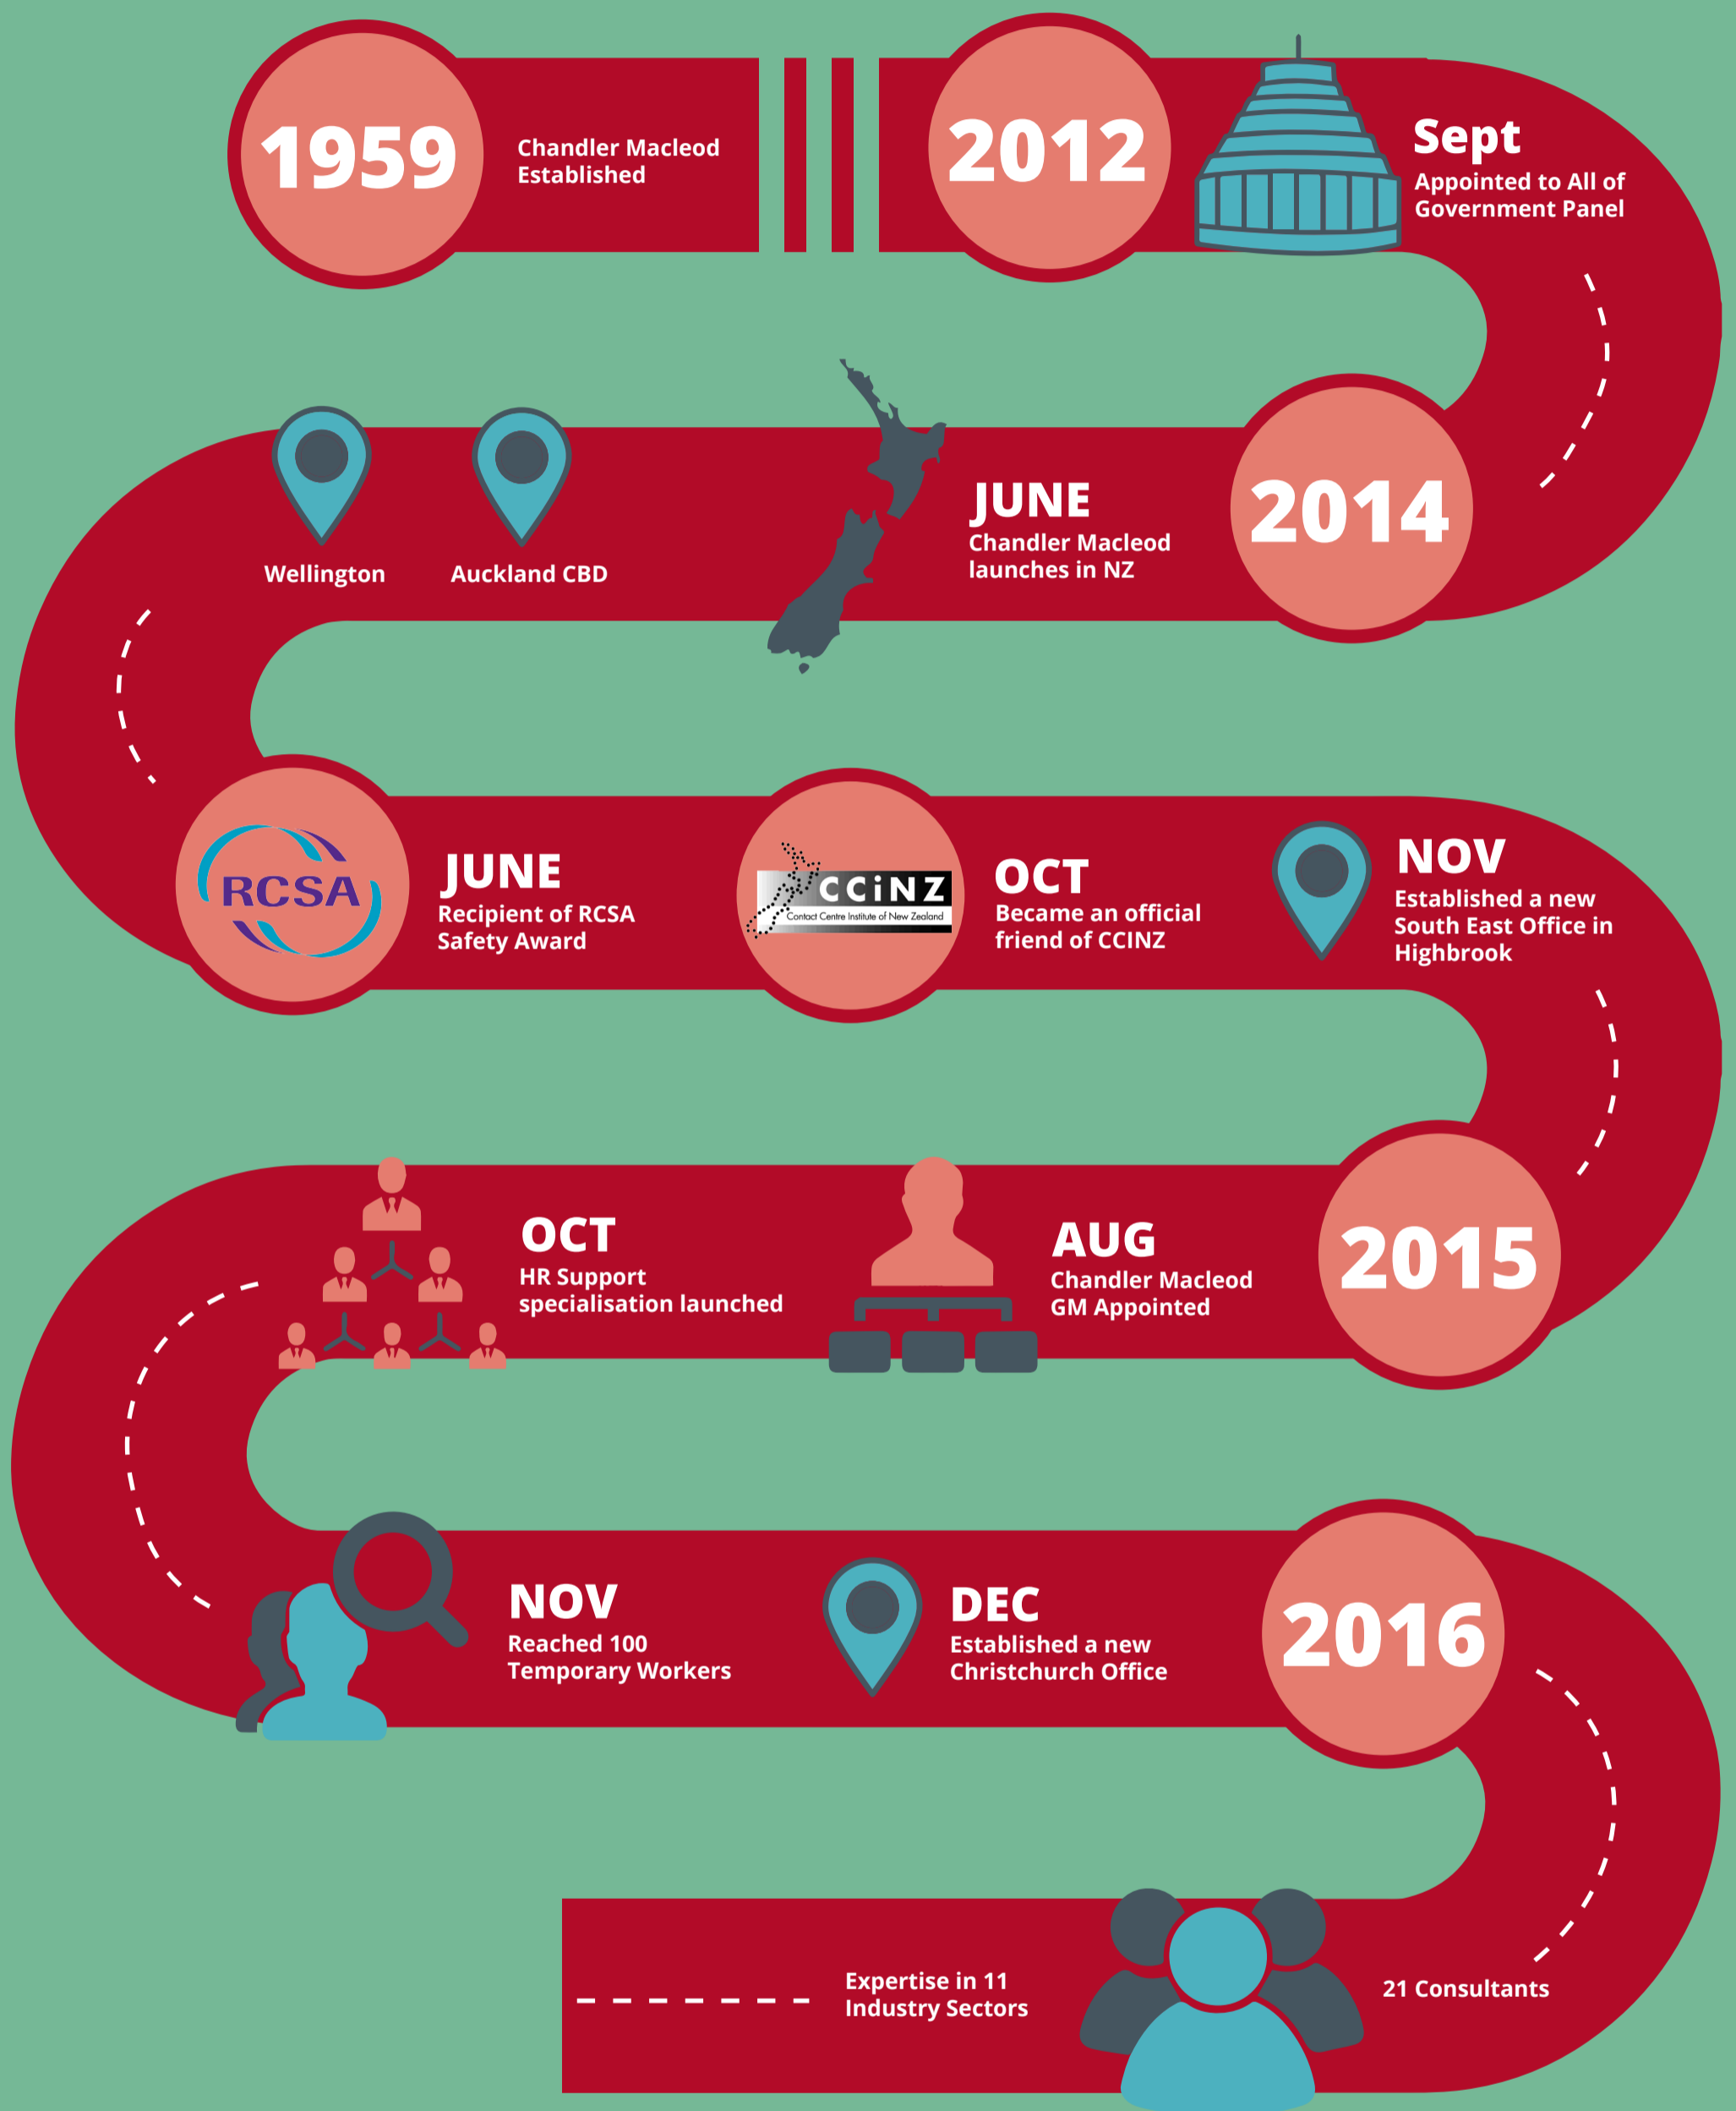 1959
Chandler Macleod
Established
2012
Sept
Appointed to All of
Government Panel
2014
JUNE
Chandler Macleod
launches in NZ
Auckland CBD
Wellington
RCSA
JUNE
Recipient of RCSA
Safety Award
CCiNZ
Contact Centre Institute of New Zealand
OCT
Became an official
friend of CCINZ
NOV
Established a new
South East Office in
Highbrook
2015
AUG
Chandler Macleod
GM Appointed
OCT
HR Support
specialisation launched
NOV
Reached 100
Temporary Workers
DEC
Established a new
Christchurch Office
2016
21 Consultants
Expertise in 11
Industry Sectors